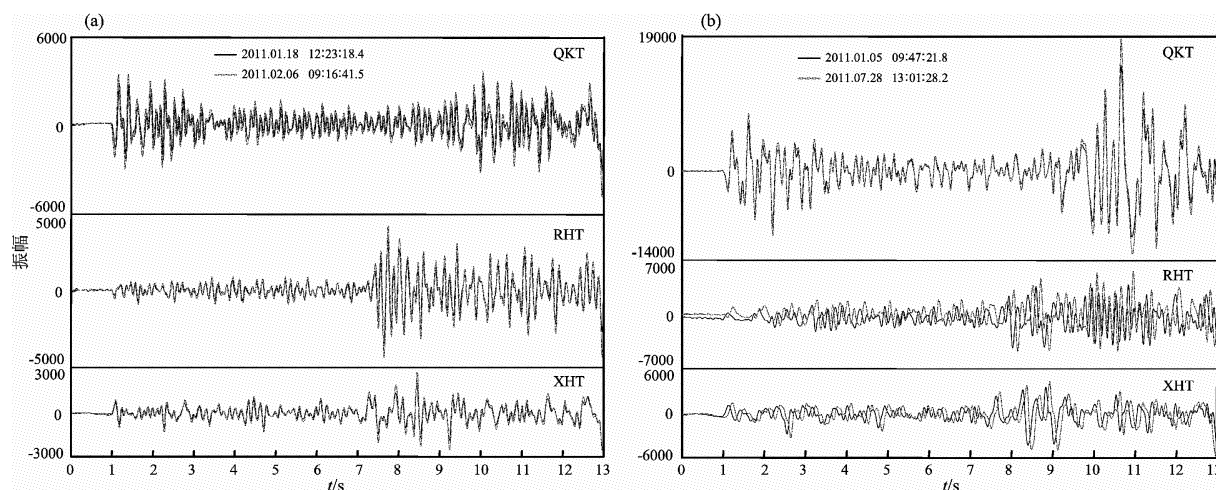 (a)
6000
2011.01.18 12:23:18.4
QKT
2011.02.06 09:16:41.5
0
-6000
5000
RHT
振幅
0
-5000
3000
XHT
0
-3000
0 1 2 3 4 5 6 7 8 9 10 11 12 13
t/s
(b)
19000
2011.01.05 09:47:21.8
QKT
2011.07.28 13:01:28.2
0
-14000
7000
RHT
0
-7000
6000
XHT
0
-6000
0 1 2 3 4 5 6 7 8 9 10 11 12 13
t/s